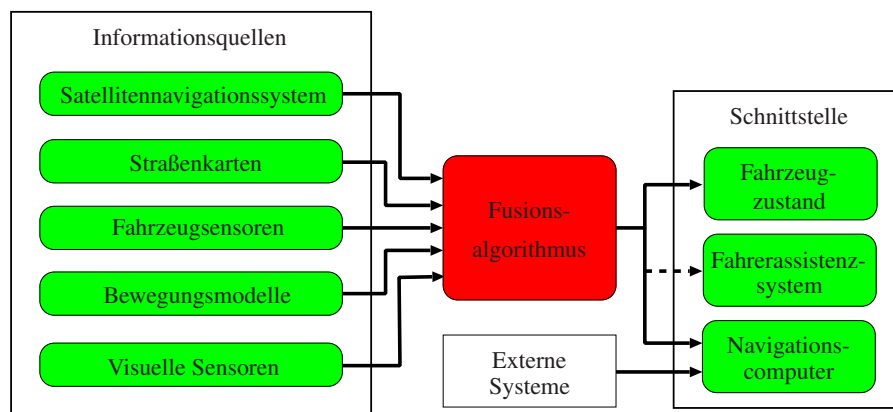 Informationsquellen
Satellitennavigationssystem
Straßenkarten
Fahrzeugsensoren
Bewegungsmodelle
Visuelle Sensoren
Fusions-
algorithmus
Externe
Systeme
Schnittstelle
Fahrzeug-
zustand
Fahrerassistenz-
system
Navigations-
computer